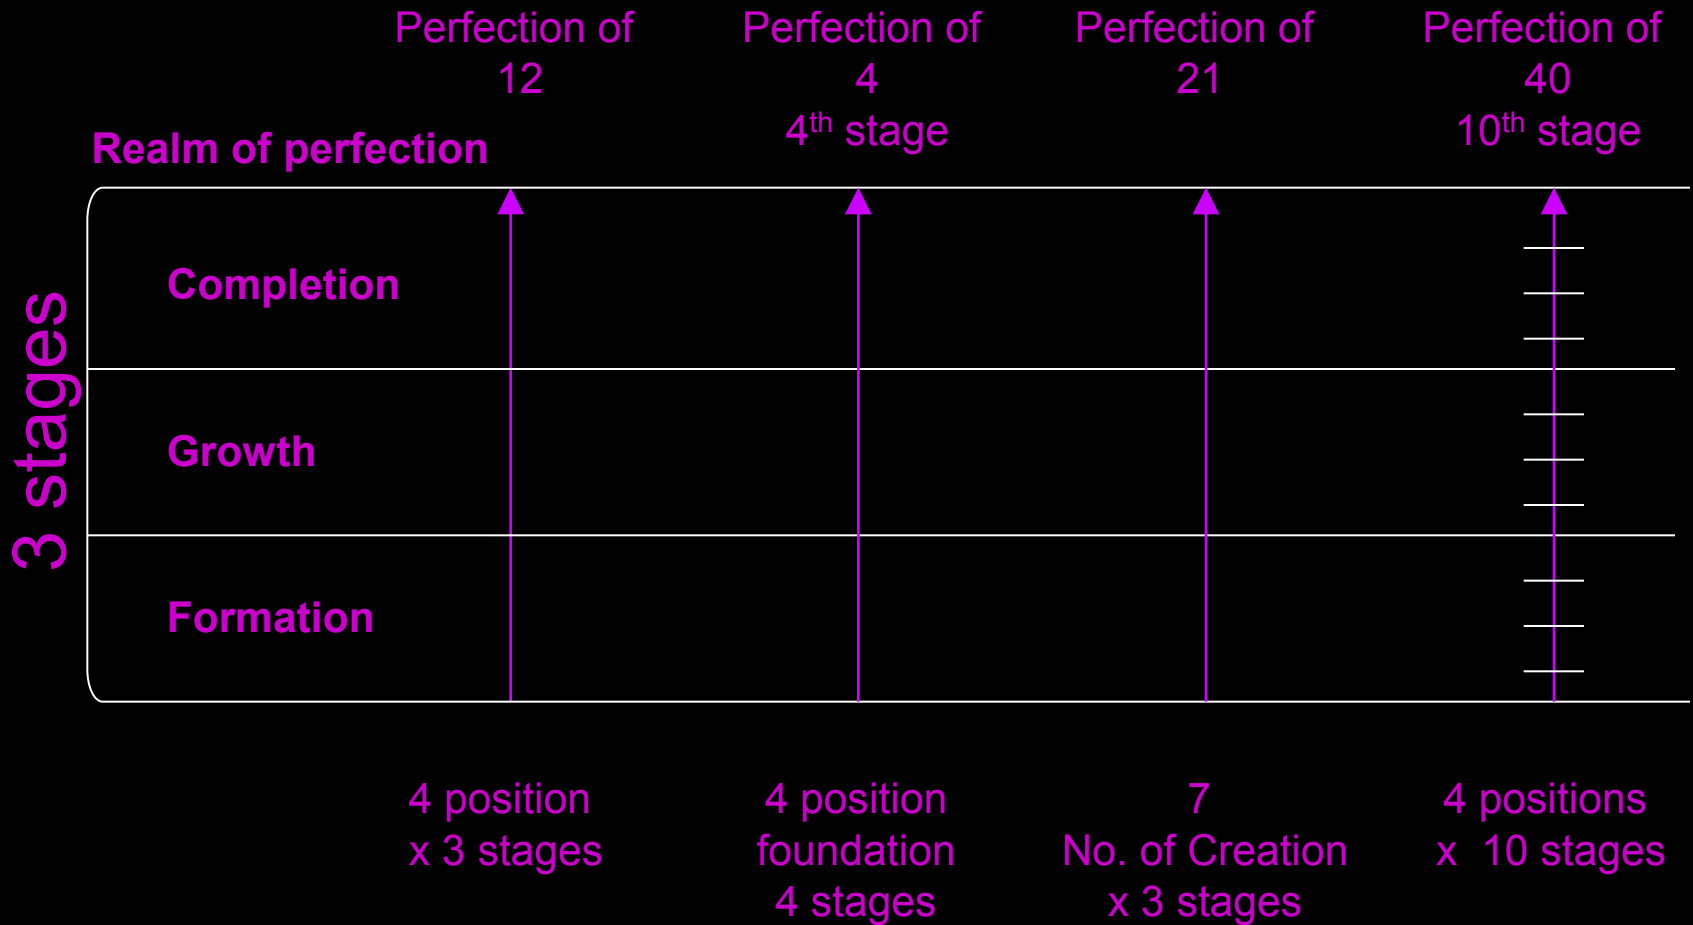 Perfection of
12
Perfection of
4
4th stage
Perfection of
21
Perfection of
40
10th stage
Realm of perfection
3 stages
Completion
Growth
Formation
4 position
x 3 stages
4 position
foundation
4 stages
7
No. of Creation
x 3 stages
4 positions
x 10 stages